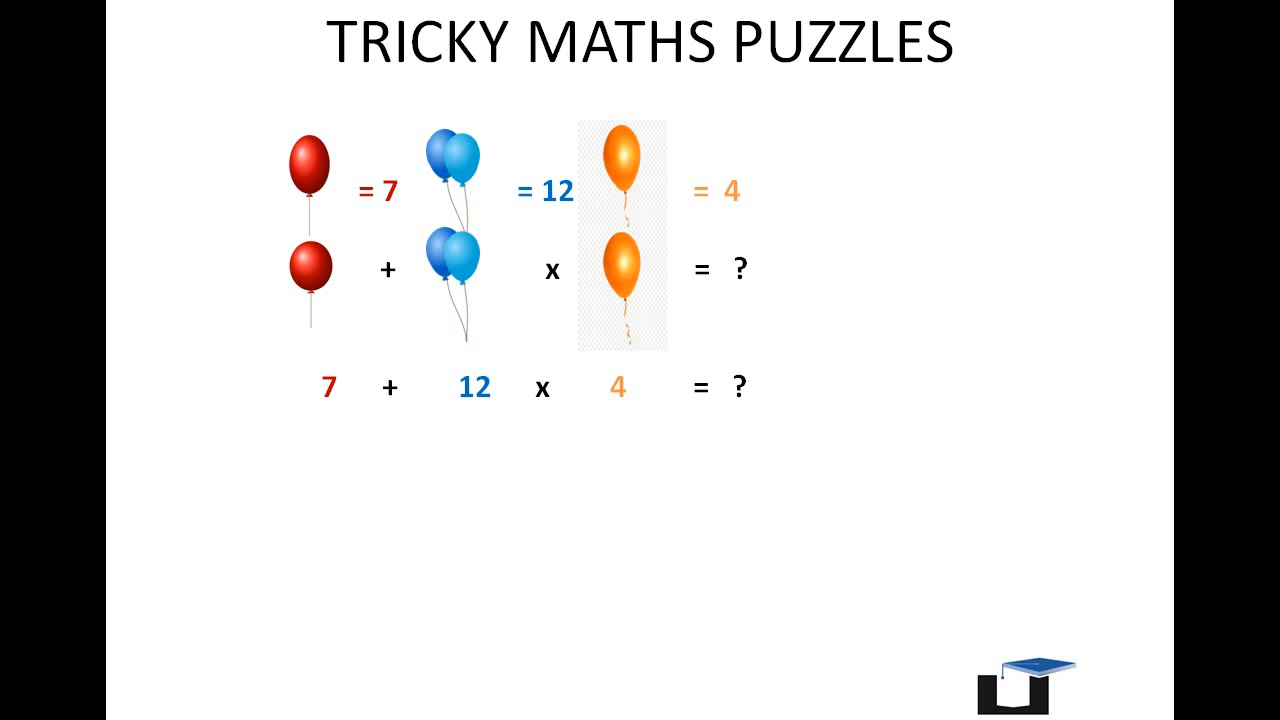 TRICKY MATHS PUZZLES
= 7 = 12 = 4
+ x = ?
7 + 12 x 4 = ?